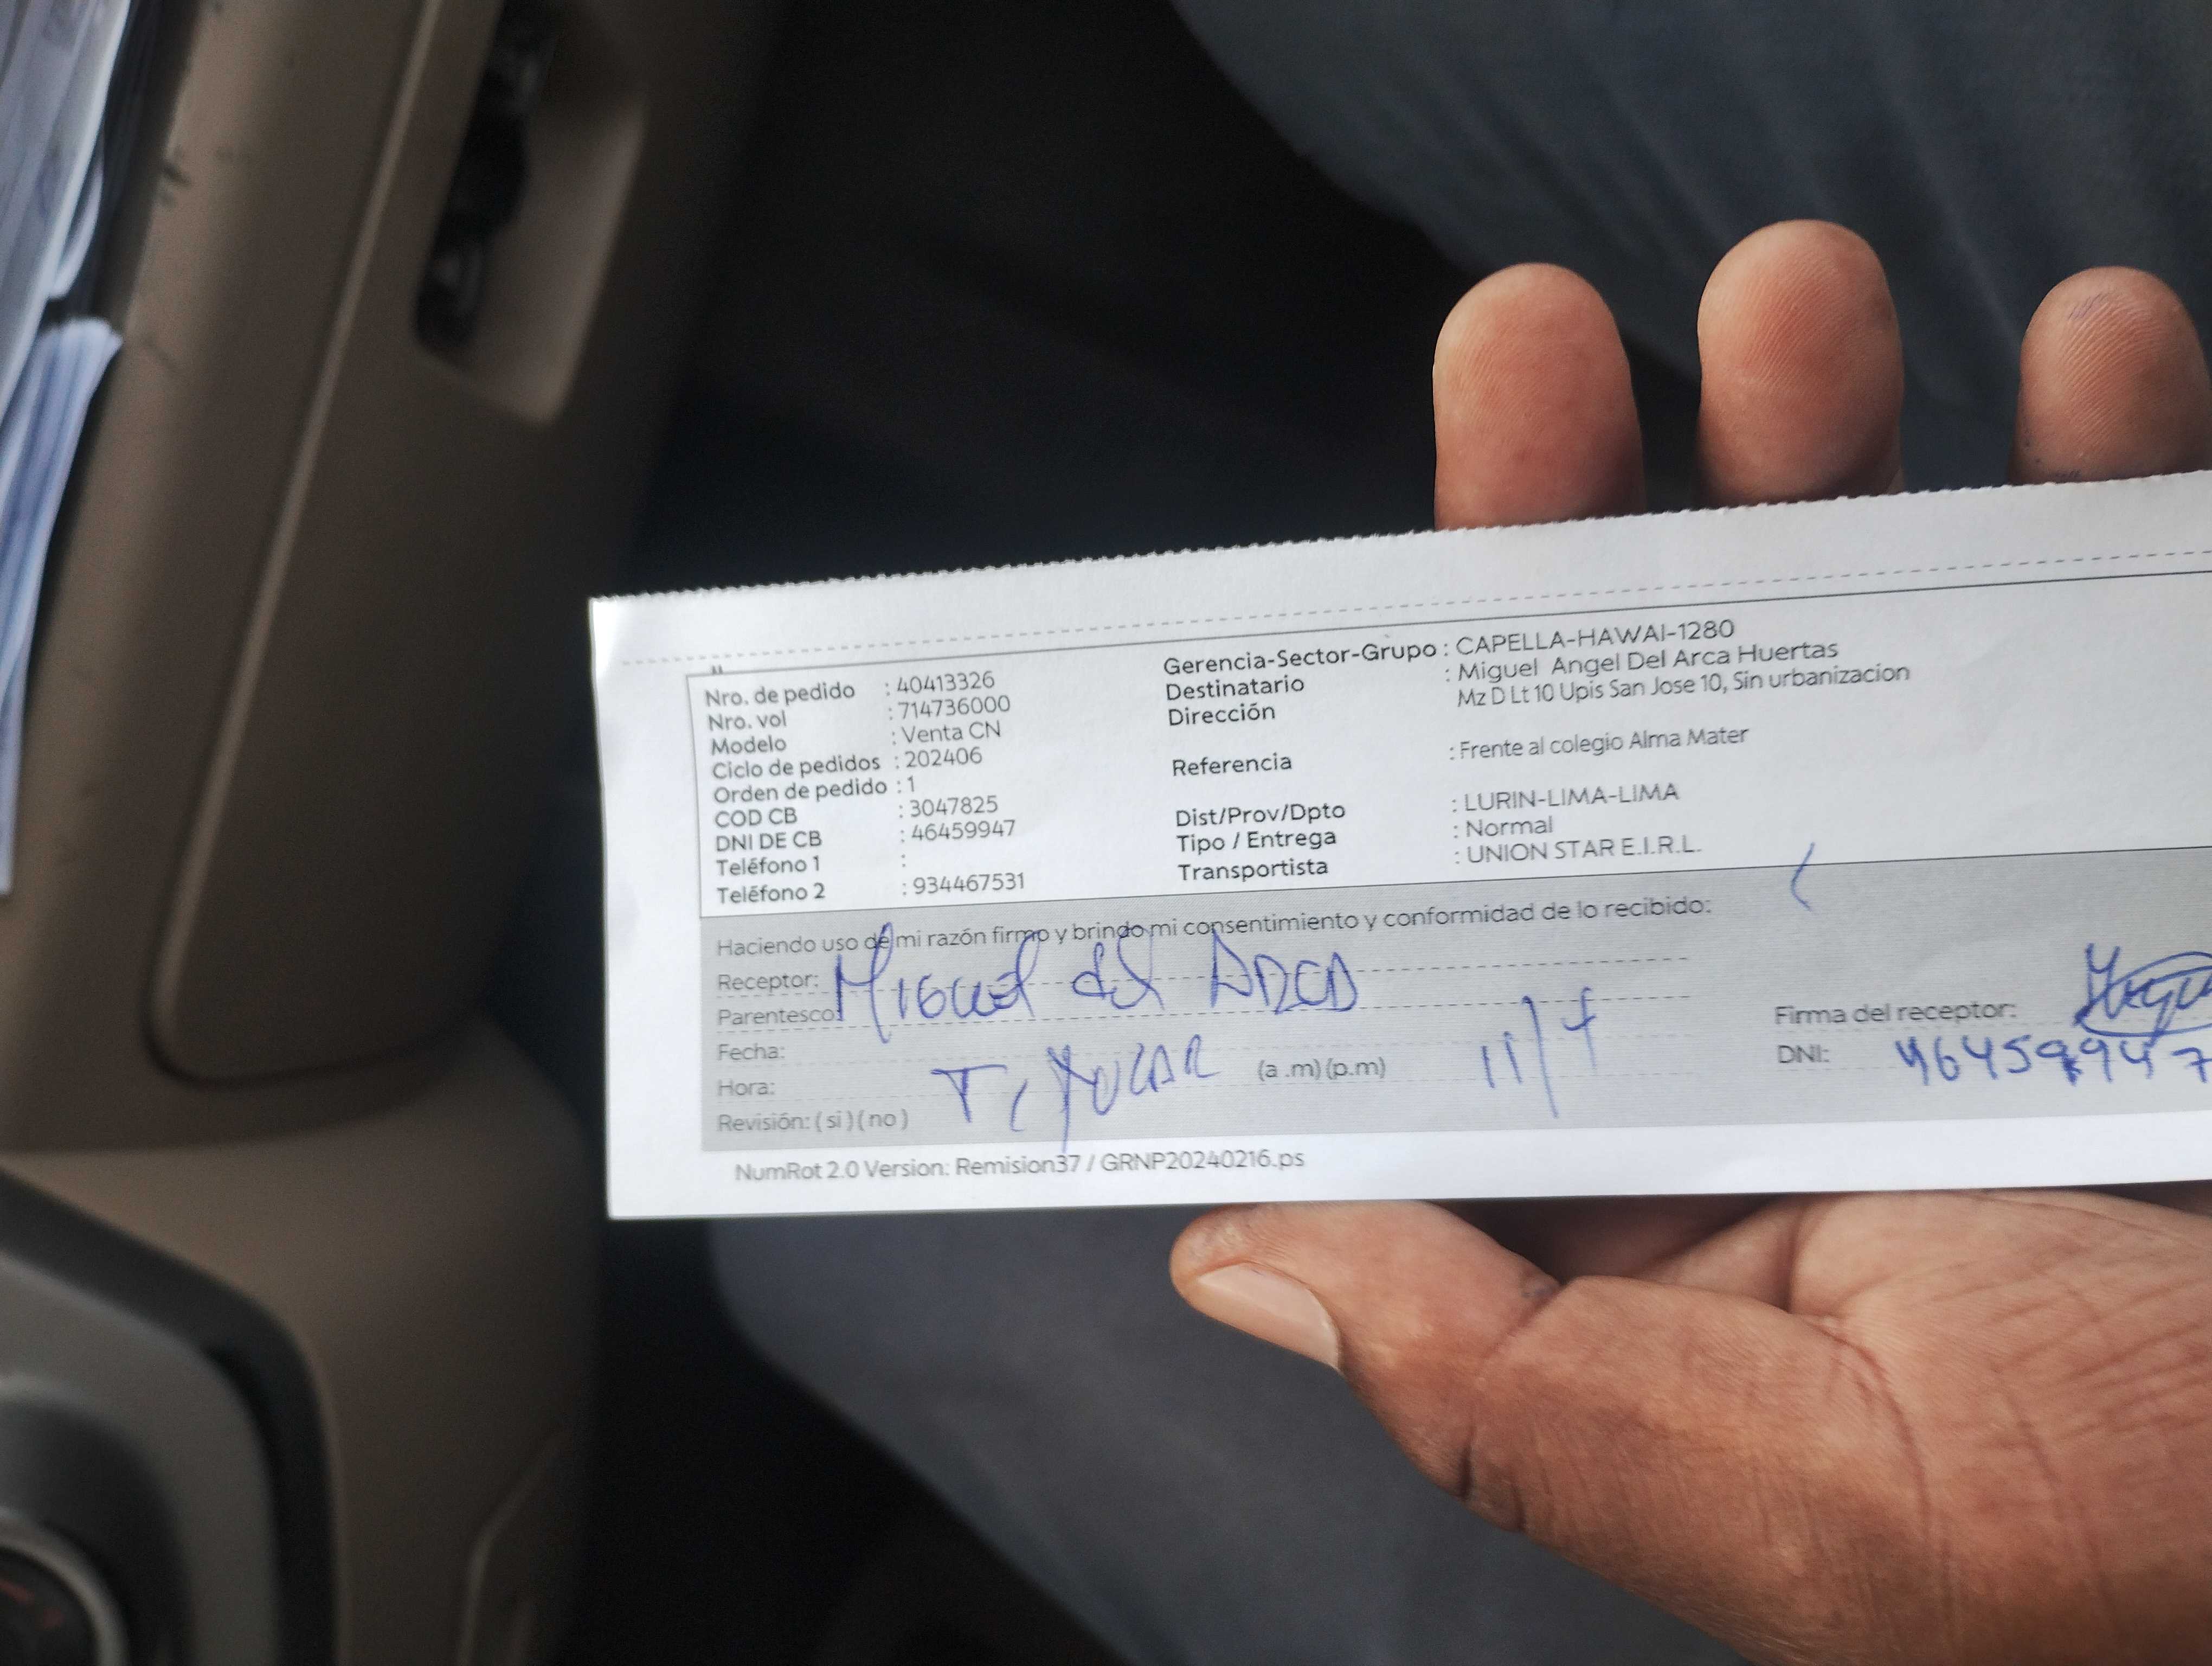 Nro. de pedido : 40413326
Nro. vol : 714736000
Modelo : Venta CN
Ciclo de pedidos : 202406
Orden de pedido : 1
COD CB : 3047825
DNI DE CB : 46459947
Teléfono 1 :
Teléfono 2 : 934467531
Gerencia-Sector-Grupo : CAPELLA-HAWAI-1280
Destinatario : Miguel Angel Del Arca Huertas
Dirección Mz D Lt 10 Upis San Jose 10, Sin urbanizacion
Referencia : Frente al colegio Alma Mater
Dist/Prov/Dpto : LURIN-LIMA-LIMA
Tipo / Entrega : Normal
Transportista : UNION STAR E.I.R.L.
Haciendo uso de mi razón firmo y brindo mi consentimiento y conformidad de lo recibido:
Receptor: Miguel del ARCA
Parentesco:
Fecha:
Hora: (a .m) (p.m)
Revisión: ( si ) ( no )
Firma del receptor:
DNI: 46459947
NumRot 2.0 Version: Remision37 / GRNP20240216.ps